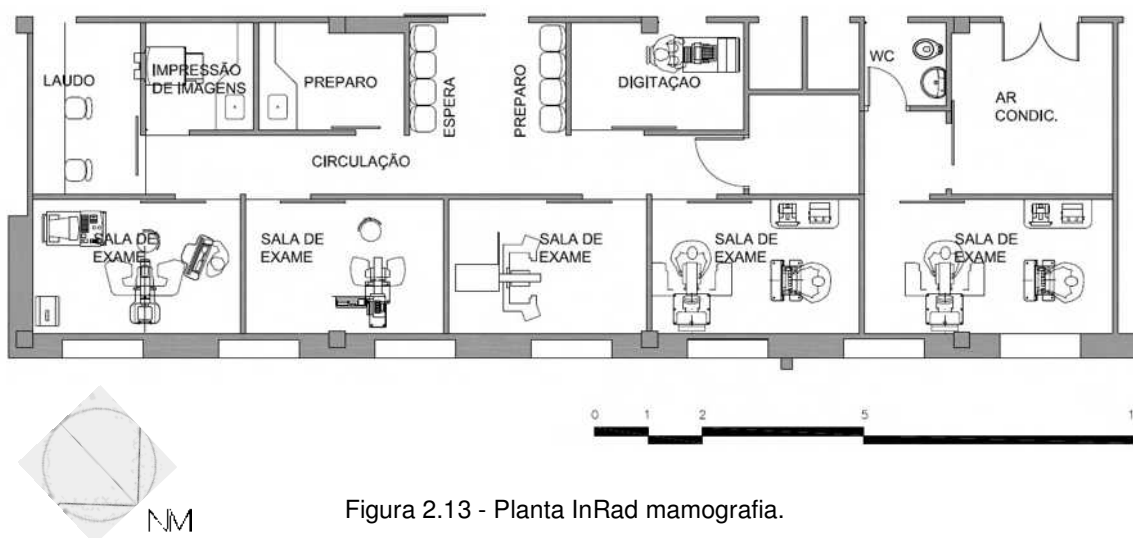 LAUDO
IMPRESSÃO
DE IMAGENS
PREPARO
ESPERA
PREPARO
DIGITAÇAO
WC
AR
CONDIC.
CIRCULAÇÃO
SALA DE
EXAME
SALA DE
EXAME
SALA DE
EXAME
SALA DE
EXAME
SALA DE
EXAME
0 1 2 5 1
NM
Figura 2.13 - Planta InRad mamografia.